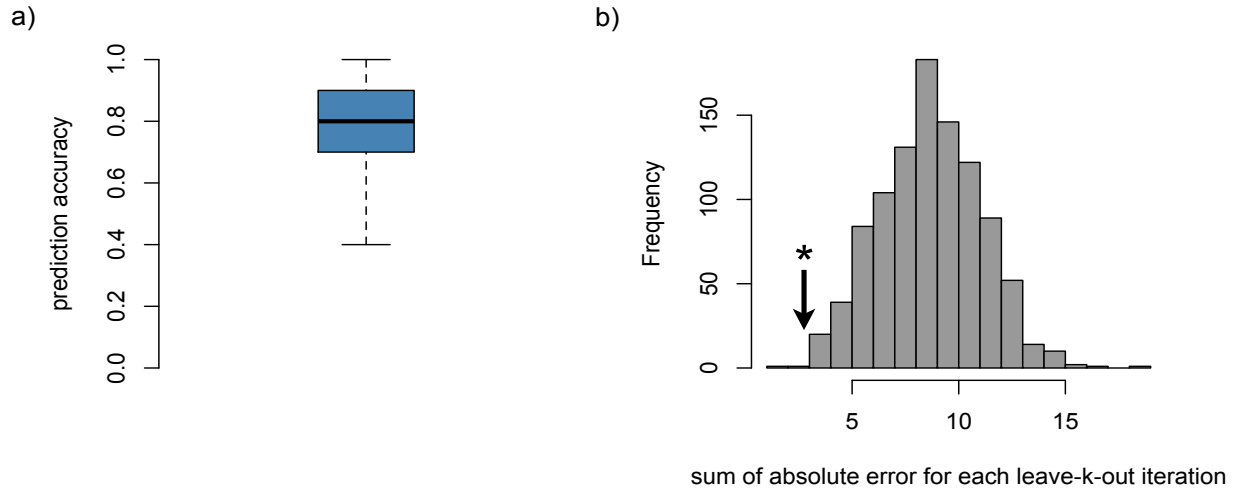 a)
prediction accuracy
1.0
0.8
0.6
0.4
0.2
0.0
b)
Frequency
150
100
50
0
*
5 10 15
sum of absolute error for each leave-k-out iteration